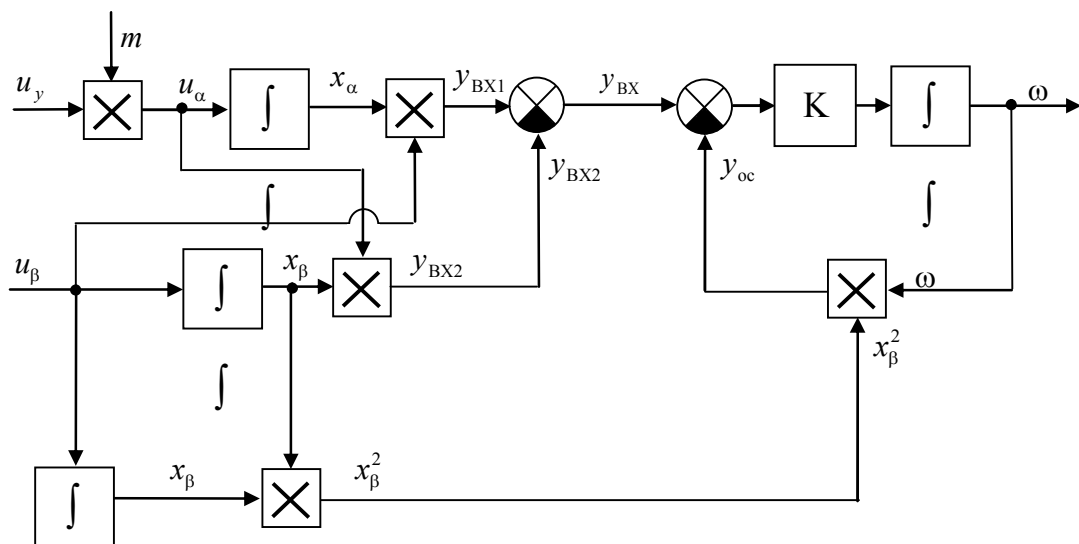 m
u_y
u_α
∫
x_α
y_ВХ1
y_ВХ
K
∫
ω
y_ВХ2
y_ос
∫
∫
u_β
∫
x_β
y_ВХ2
ω
x_β^2
∫
∫
x_β
x_β^2